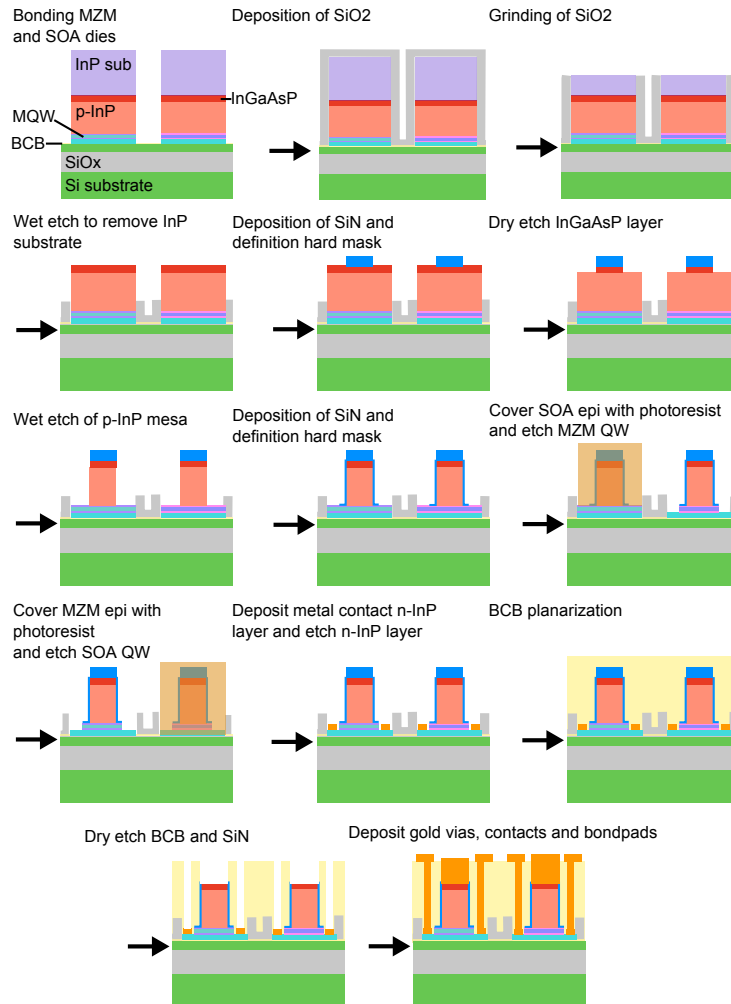 Bonding MZM
and SOA dies
Deposition of SiO2
Grinding of SiO2
InP sub
InGaAsP
p-InP
MQW
BCB
SiOx
Si substrate
Wet etch to remove InP
substrate
Deposition of SiN and
definition hard mask
Dry etch InGaAsP layer
Wet etch of p-InP mesa
Deposition of SiN and
definition hard mask
Cover SOA epi with photoresist
and etch MZM QW
Cover MZM epi with
photoresist
and etch SOA QW
Deposit metal contact n-InP
layer and etch n-InP layer
BCB planarization
Dry etch BCB and SiN
Deposit gold vias, contacts and bondpads